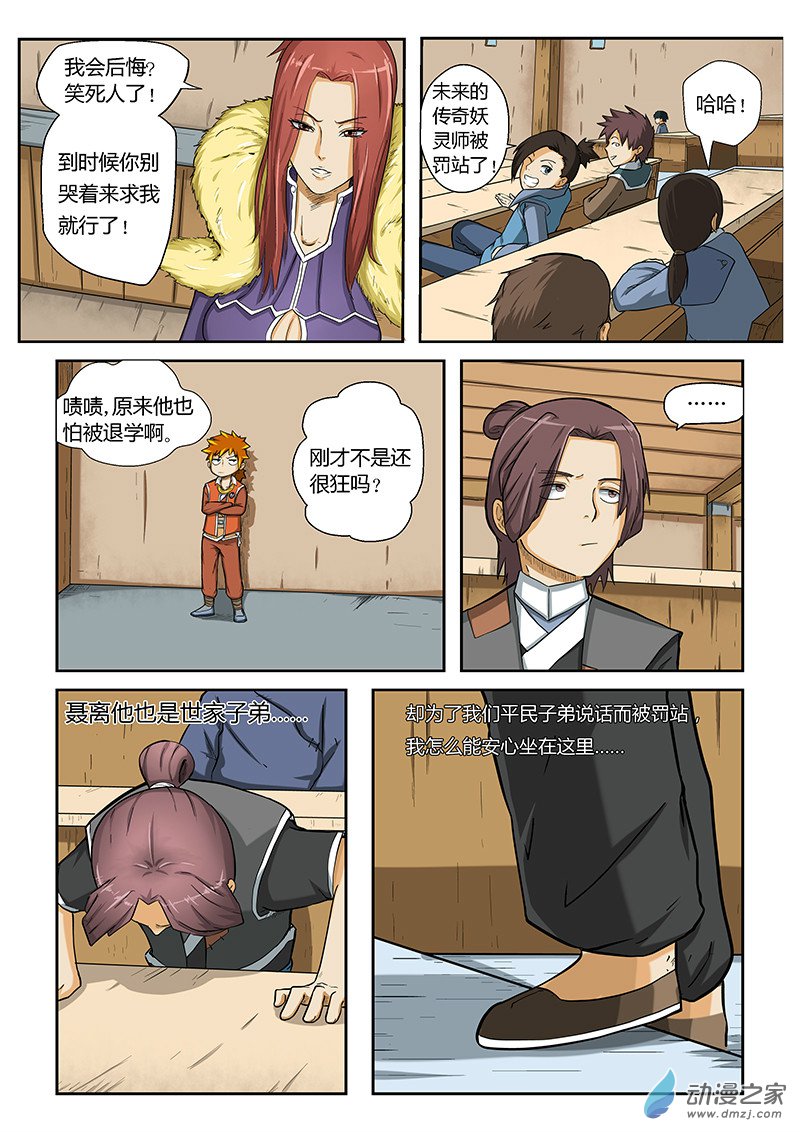 我会后悔?
笑死人了!
到时候你别
哭着来求我
就行了!
未来的
传奇妖
灵师被
罚站了!
哈哈!
啧啧,原来他也
怕被退学啊。
刚才不是还
很狂吗?
……
聂离他也是世家子弟......
却为了我们平民子弟说话而被罚站，
我怎么能安心坐在这里......
动漫之家
www.dmzj.com